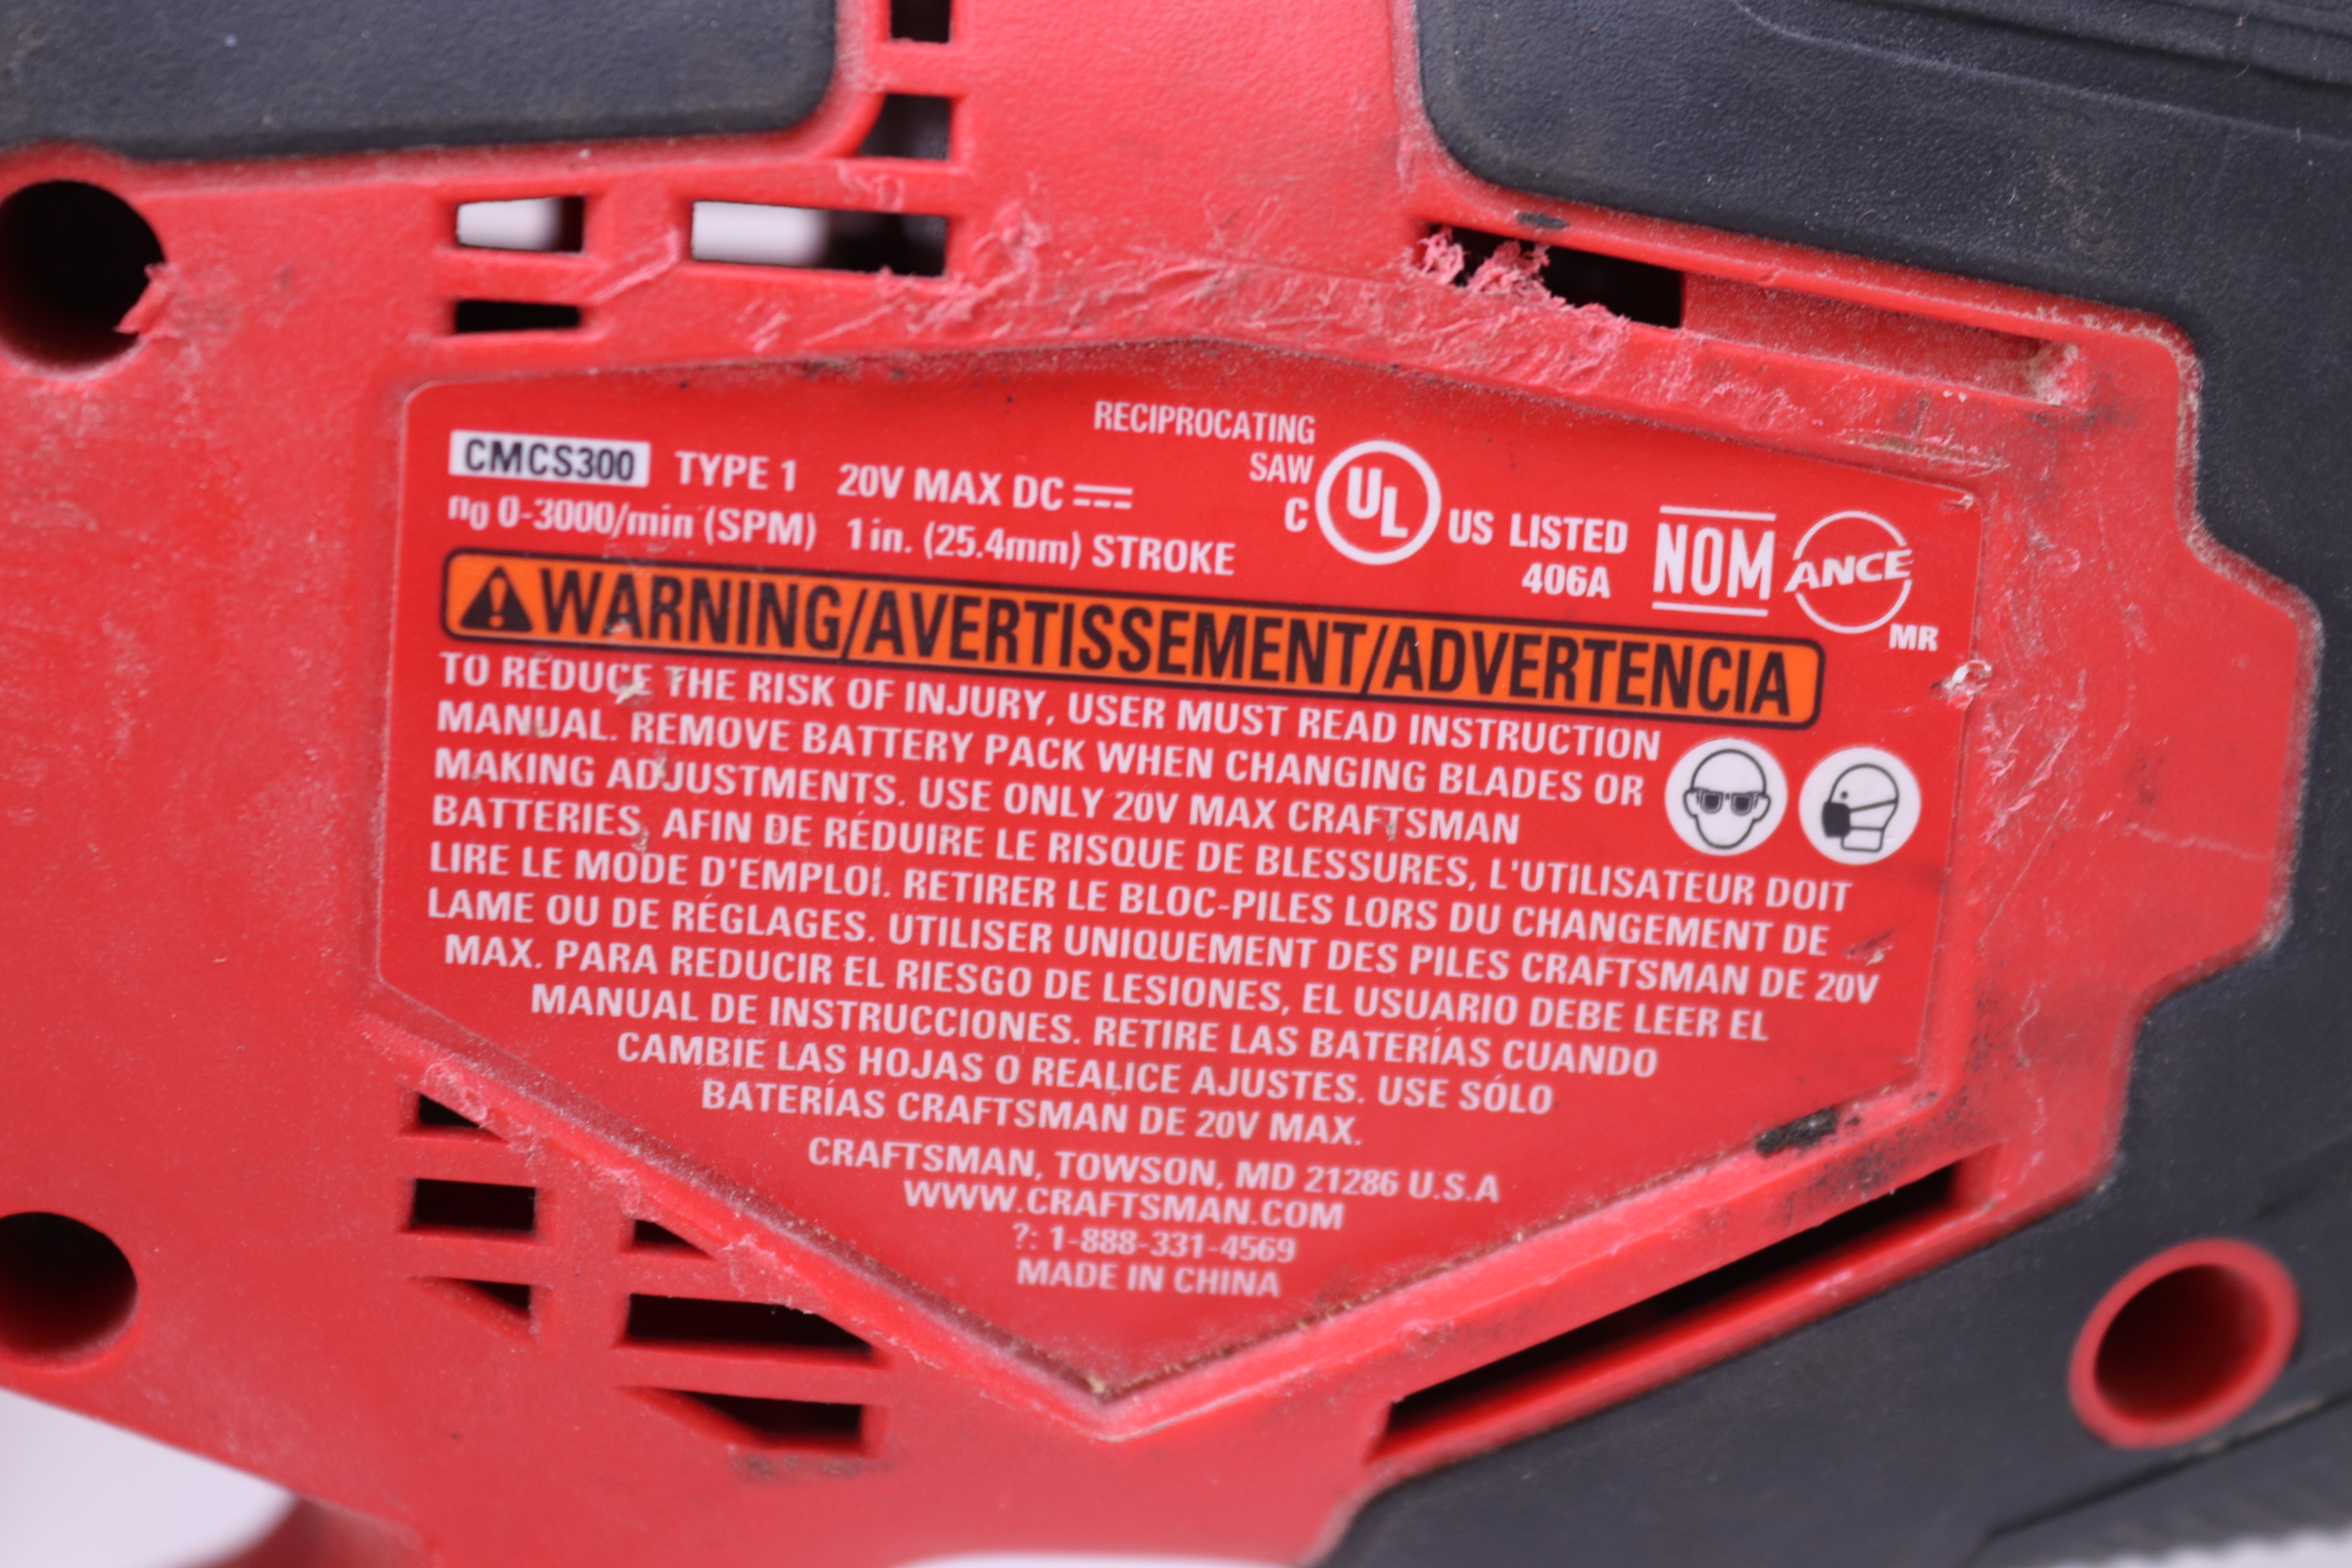 RECIPROCATING
SAW
CMCS300 TYPE 1 20V MAX DC
n0 0-3000/min (SPM) 1 in. (25.4mm) STROKE
C UL US LISTED
406A
NOM ANCE
MR
WARNING/AVERTISSEMENT/ADVERTENCIA
TO REDUCE THE RISK OF INJURY, USER MUST READ INSTRUCTION
MANUAL. REMOVE BATTERY PACK WHEN CHANGING BLADES OR
MAKING ADJUSTMENTS. USE ONLY 20V MAX CRAFTSMAN
BATTERIES. AFIN DE RÉDUIRE LE RISQUE DE BLESSURES, L'UTILISATEUR DOIT
LIRE LE MODE D'EMPLOI. RETIRER LE BLOC-PILES LORS DU CHANGEMENT DE
LAME OU DE RÉGLAGES. UTILISER UNIQUEMENT DES PILES CRAFTSMAN DE 20V
MAX. PARA REDUCIR EL RIESGO DE LESIONES, EL USUARIO DEBE LEER EL
MANUAL DE INSTRUCCIONES. RETIRE LAS BATERÍAS CUANDO
CAMBIE LAS HOJAS O REALICE AJUSTES. USE SÓLO
BATERÍAS CRAFTSMAN DE 20V MAX.
CRAFTSMAN, TOWSON, MD 21286 U.S.A
WWW.CRAFTSMAN.COM
?: 1-888-331-4569
MADE IN CHINA